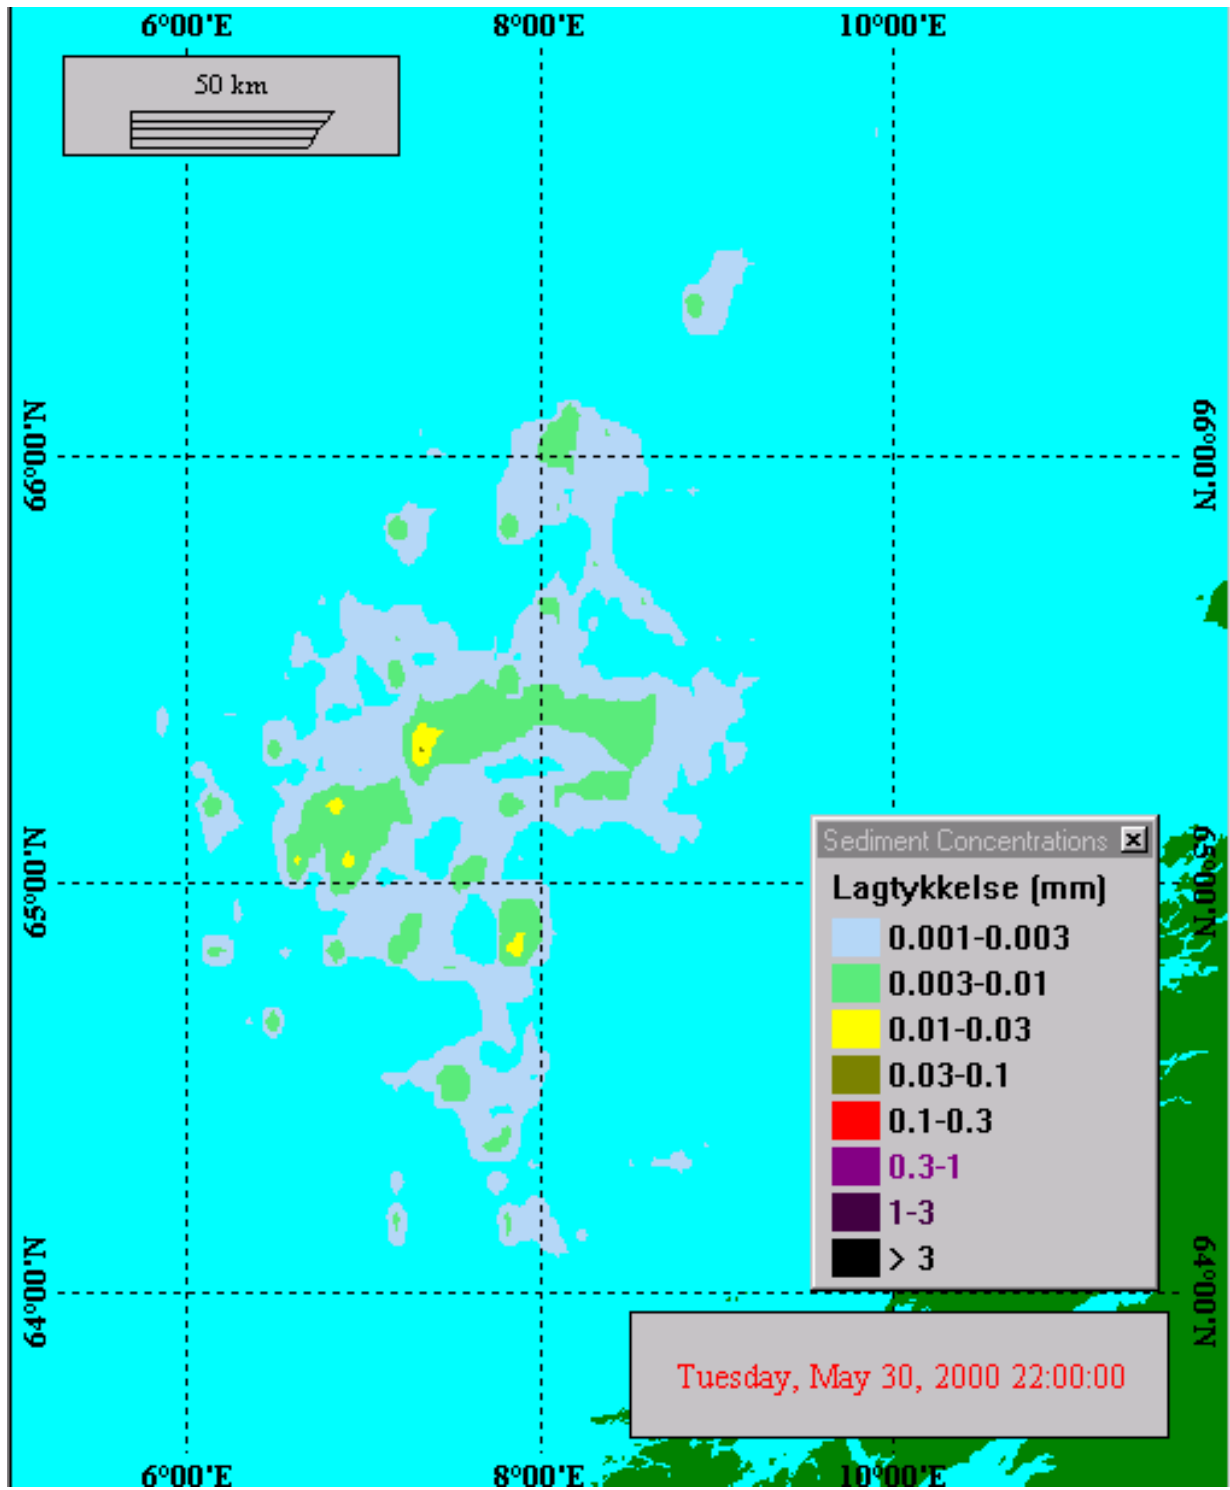 6°00'E 8°00'E 10°00'E
50 km
66°00'N 66°00'N
65°00'N 65°00'N
Sediment Concentrations
Lagtykkelse (mm)
0.001-0.003
0.003-0.01
0.01-0.03
0.03-0.1
0.1-0.3
0.3-1
1-3
> 3
64°00'N 64°00'N
Tuesday, May 30, 2000 22:00:00
6°00'E 8°00'E 10°00'E